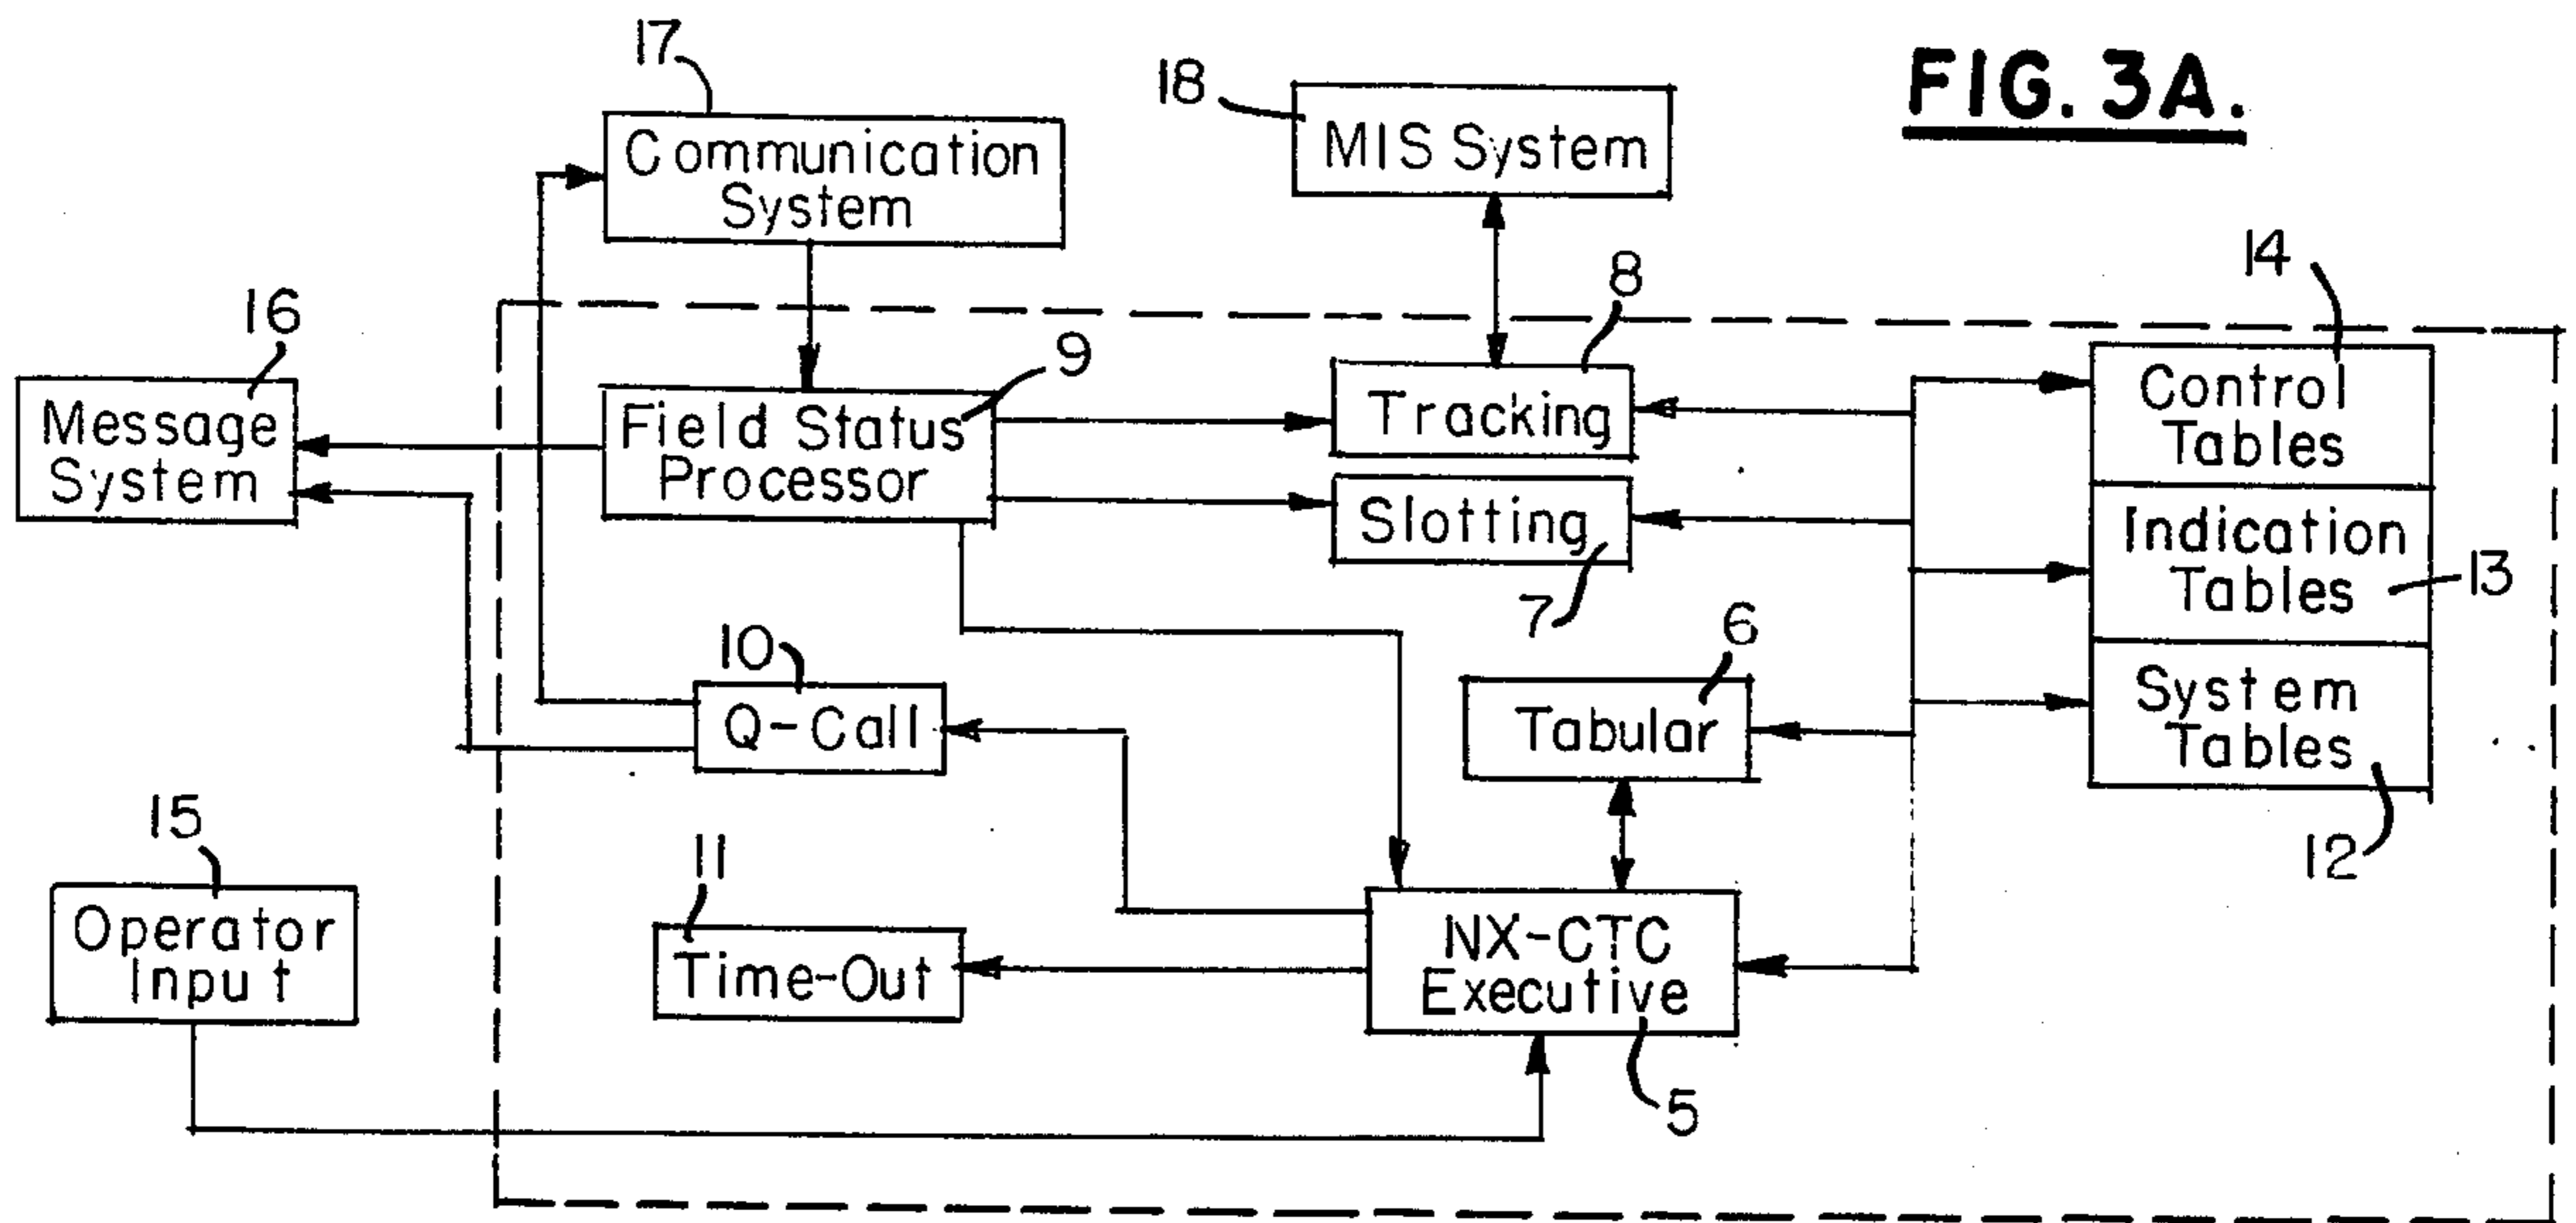 FIG. 3A.
17
Communication
System
18
MIS System
14
16
Message
System
9
Field Status
Processor
8
Tracking
Slotting
7
Control
Tables
Indication
Tables
13
System
Tables
12
10
Q-Call
6
Tabular
15
Operator
Input
11
Time-Out
NX-CTC
Executive
5